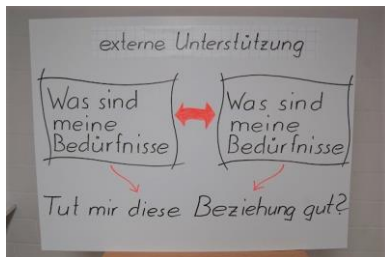 externe Unterstützung
Was sind
meine
Bedürfnisse
Was sind
meine
Bedürfnisse
Tut mir diese Beziehung gut?